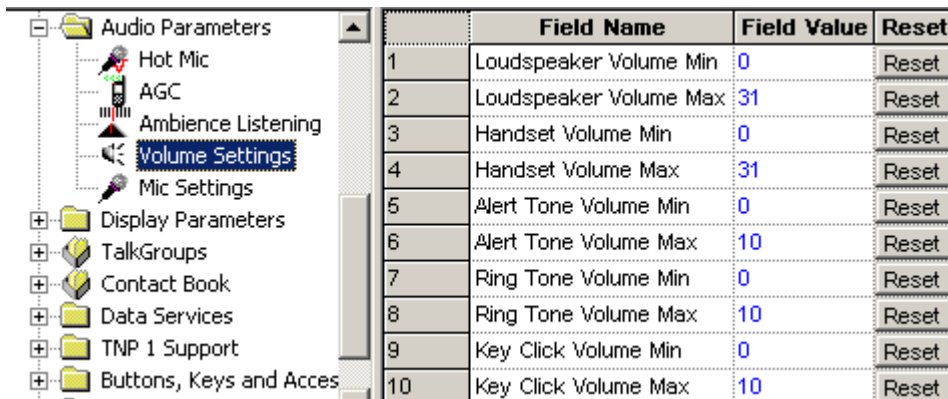 Audio Parameters
Hot Mic
AGC
Ambience Listening
Volume Settings
Mic Settings
Display Parameters
TalkGroups
Contact Book
Data Services
TNP 1 Support
Buttons, Keys and Acces
Field Name Field Value Reset
1 Loudspeaker Volume Min 0 Reset
2 Loudspeaker Volume Max 31 Reset
3 Handset Volume Min 0 Reset
4 Handset Volume Max 31 Reset
5 Alert Tone Volume Min 0 Reset
6 Alert Tone Volume Max 10 Reset
7 Ring Tone Volume Min 0 Reset
8 Ring Tone Volume Max 10 Reset
9 Key Click Volume Min 0 Reset
10 Key Click Volume Max 10 Reset